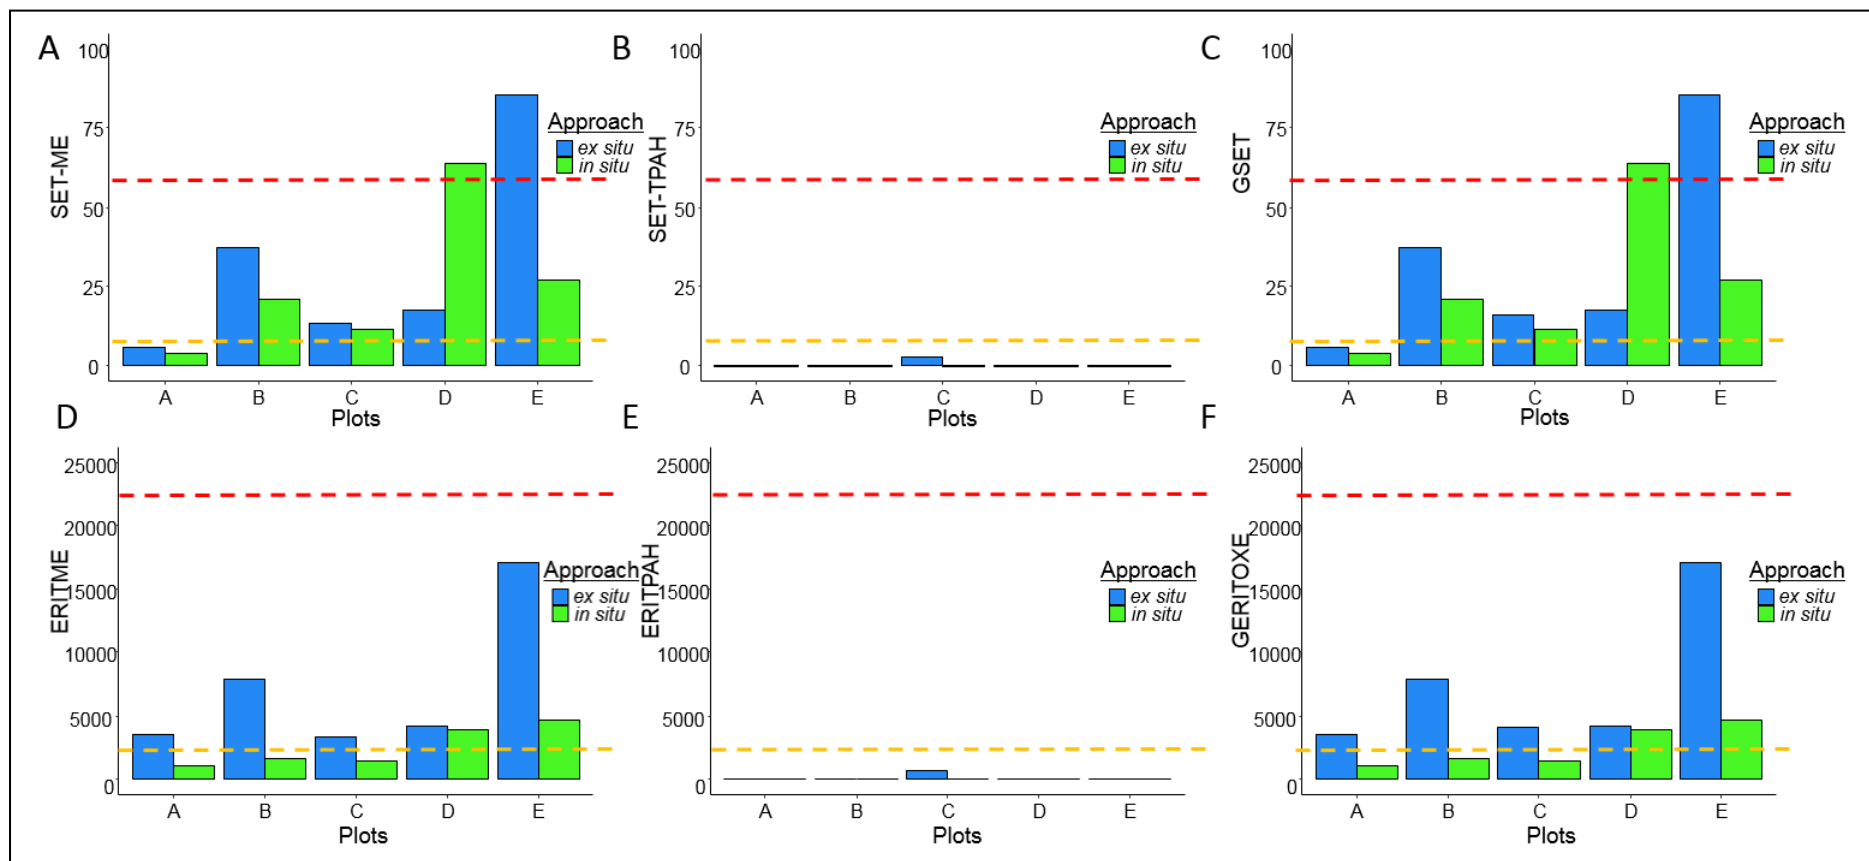 A
100
75
50
25
0
SET-ME
Approach
ex situ
in situ
A B C D E
Plots
B
100
75
50
25
0
SET-TPAH
Approach
ex situ
in situ
A B C D E
Plots
C
100
75
50
25
0
GSET
Approach
ex situ
in situ
A B C D E
Plots
D
25000
20000
15000
10000
5000
0
ERITME
Approach
ex situ
in situ
A B C D E
Plots
E
25000
20000
15000
10000
5000
0
ERITPAH
Approach
ex situ
in situ
A B C D E
Plots
F
25000
20000
15000
10000
5000
0
GERITOXE
Approach
ex situ
in situ
A B C D E
Plots